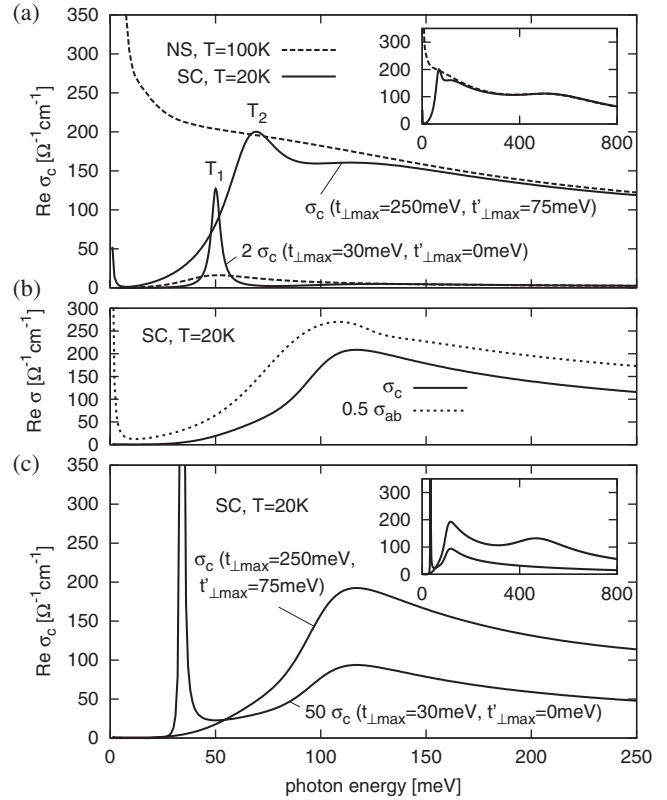 (a)
350
300
250
200
150
100
50
0
Re σc [Ω⁻¹cm⁻¹]
NS, T=100K
SC, T=20K
T₁
T₂
σc (t⊥max=250meV, t'⊥max=75meV)
2 σc (t⊥max=30meV, t'⊥max=0meV)
300
200
100
0
0 400 800
(b)
300
250
200
150
100
50
0
Re σ [Ω⁻¹cm⁻¹]
SC, T=20K
σc
0.5 σab
(c)
350
300
250
200
150
100
50
0
Re σc [Ω⁻¹cm⁻¹]
SC, T=20K
σc (t⊥max=250meV,
t'⊥max=75meV)
50 σc (t⊥max=30meV, t'⊥max=0meV)
300
200
100
0
0 400 800
0 50 100 150 200 250
photon energy [meV]